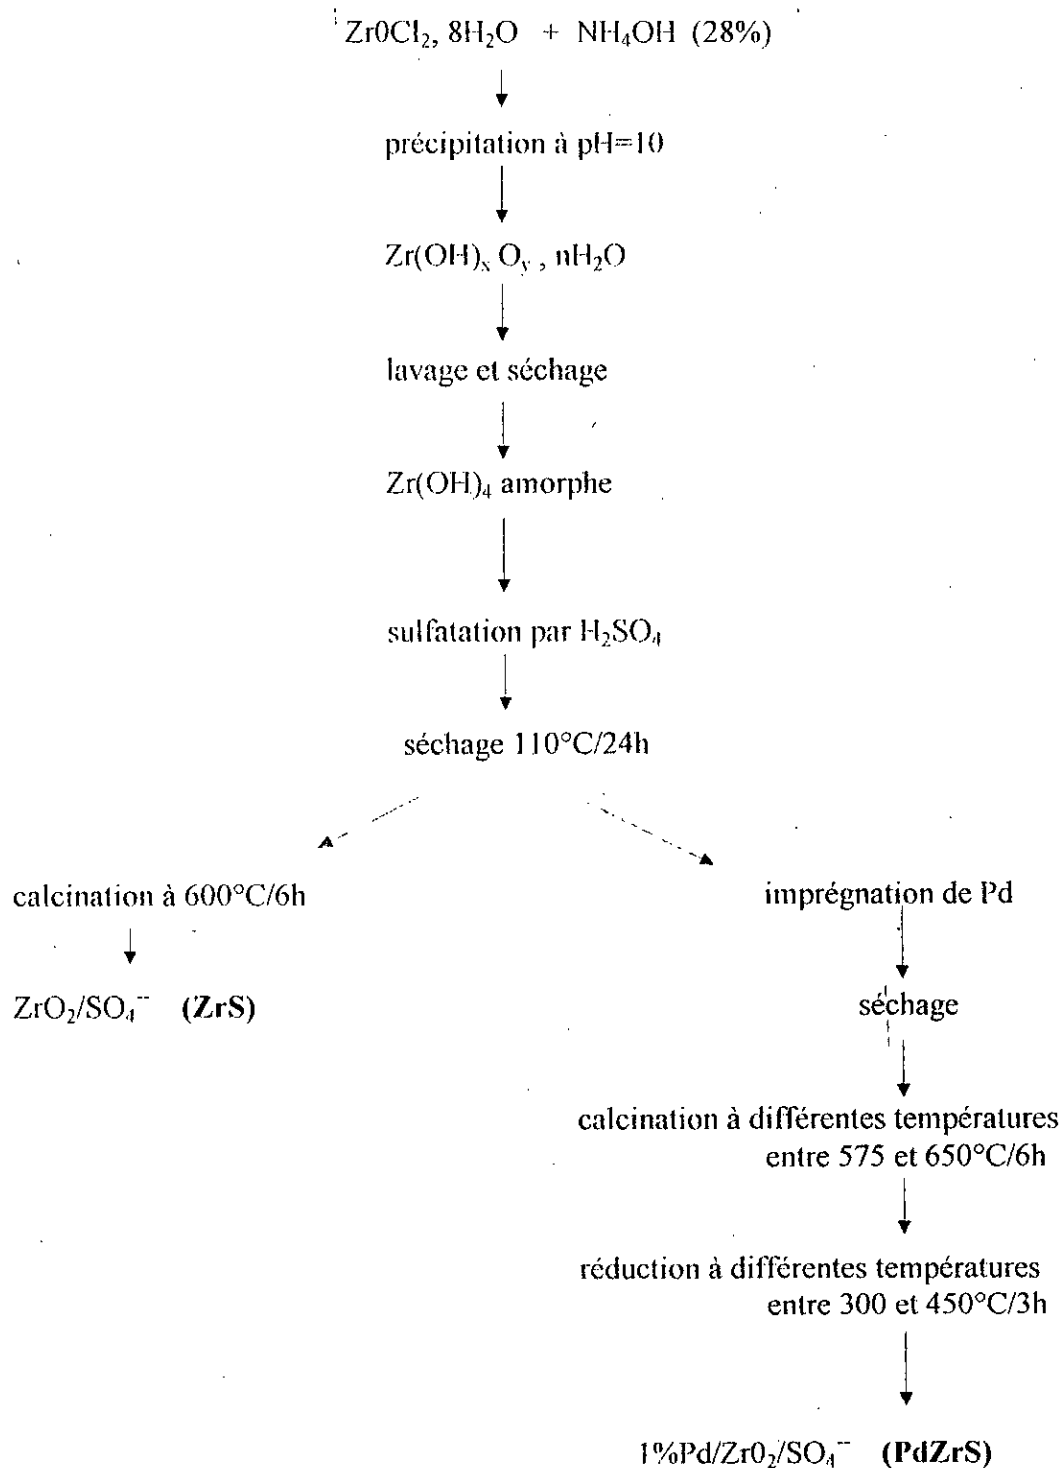 Zr0Cl₂, 8H₂O + NH₄OH (28%)
précipitation à pH=10
Zr(OH)ₓ Oᵧ , nH₂O
lavage et séchage
Zr(OH)₄ amorphe
sulfatation par H₂SO₄
séchage 110°C/24h
calcination à 600°C/6h
ZrO₂/SO₄⁻⁻ (ZrS)
imprégnation de Pd
séchage
calcination à différentes températures
entre 575 et 650°C/6h
réduction à différentes températures
entre 300 et 450°C/3h
1%Pd/Zr0₂/SO₄⁻⁻ (PdZrS)